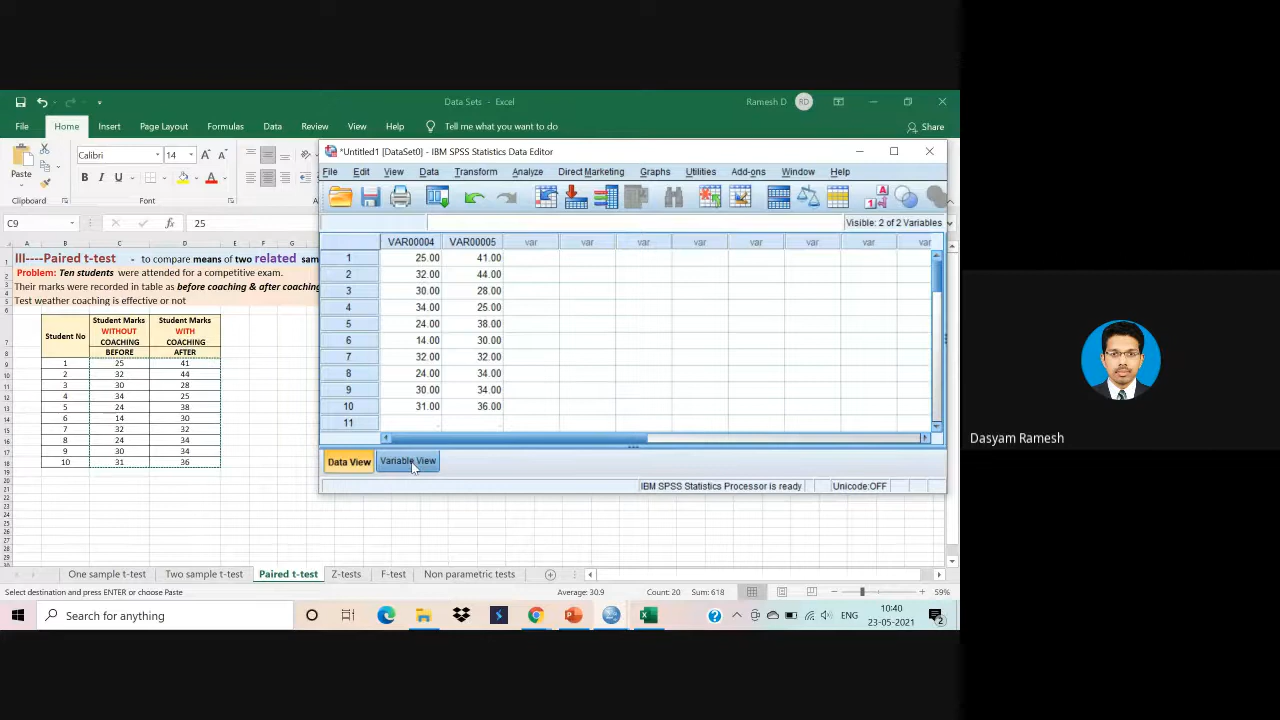 Data Sets - Excel
Ramesh D
RD
File Home Insert Page Layout Formulas Data Review View Help Tell me what you want to do
Share
Paste
Calibri 14
B I U
Clipboard
Font
C9
25
A B C D E F G
1 III----Paired t-test - to compare means of two related sam
2 Problem: Ten students were attended for a competitive exam.
3 Their marks were recorded in table as before coaching & after coaching
Test weather coaching is effective or not
Student No
Student Marks WITHOUT COACHING
Student Marks WITH COACHING
BEFORE AFTER
1 25 41
2 32 44
3 30 28
4 34 25
5 24 38
6 14 30
7 32 32
8 24 34
9 30 34
10 31 36
*Untitled1 [DataSet0] - IBM SPSS Statistics Data Editor
File Edit View Data Transform Analyze Direct Marketing Graphs Utilities Add-ons Window Help
Visible: 2 of 2 Variables
VAR00004 VAR00005 var var var var var var var
1 25.00 41.00
2 32.00 44.00
3 30.00 28.00
4 34.00 25.00
5 24.00 38.00
6 14.00 30.00
7 32.00 32.00
8 24.00 34.00
9 30.00 34.00
10 31.00 36.00
11 . .
Data View Variable View
IBM SPSS Statistics Processor is ready
Unicode:OFF
One sample t-test Two sample t-test Paired t-test Z-tests F-test Non parametric tests
Select destination and press ENTER or choose Paste
Average: 30.9 Count: 20 Sum: 618
59%
Search for anything
ENG
10:40
23-05-2021
2
Dasyam Ramesh